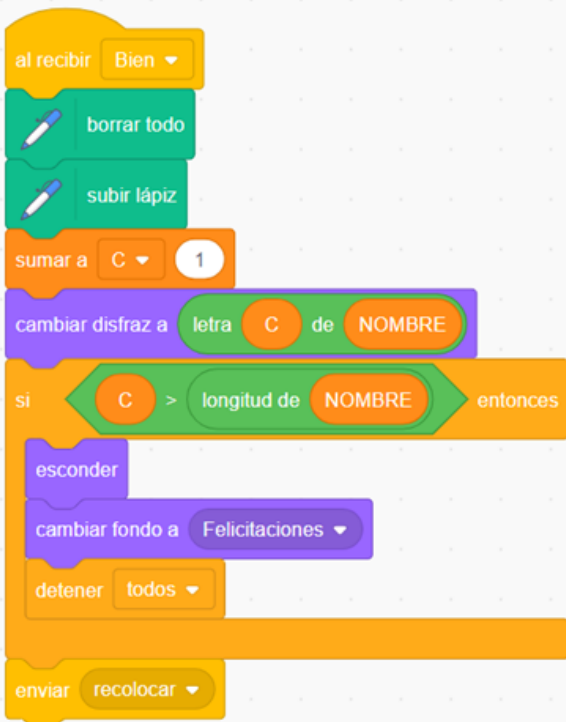 al recibir Bien
borrar todo
subir lápiz
sumar a C 1
cambiar disfraz a letra C de NOMBRE
si C > longitud de NOMBRE entonces
esconder
cambiar fondo a Felicitaciones
detener todos
enviar recolocar